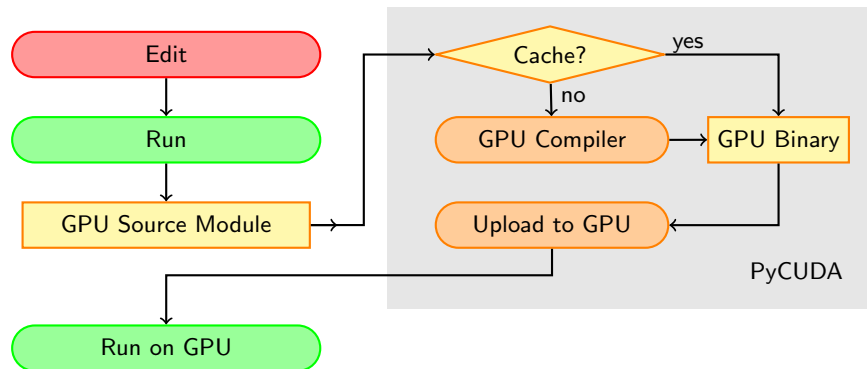 Edit
Run
GPU Source Module
Cache?
yes
no
GPU Compiler
GPU Binary
Upload to GPU
PyCUDA
Run on GPU